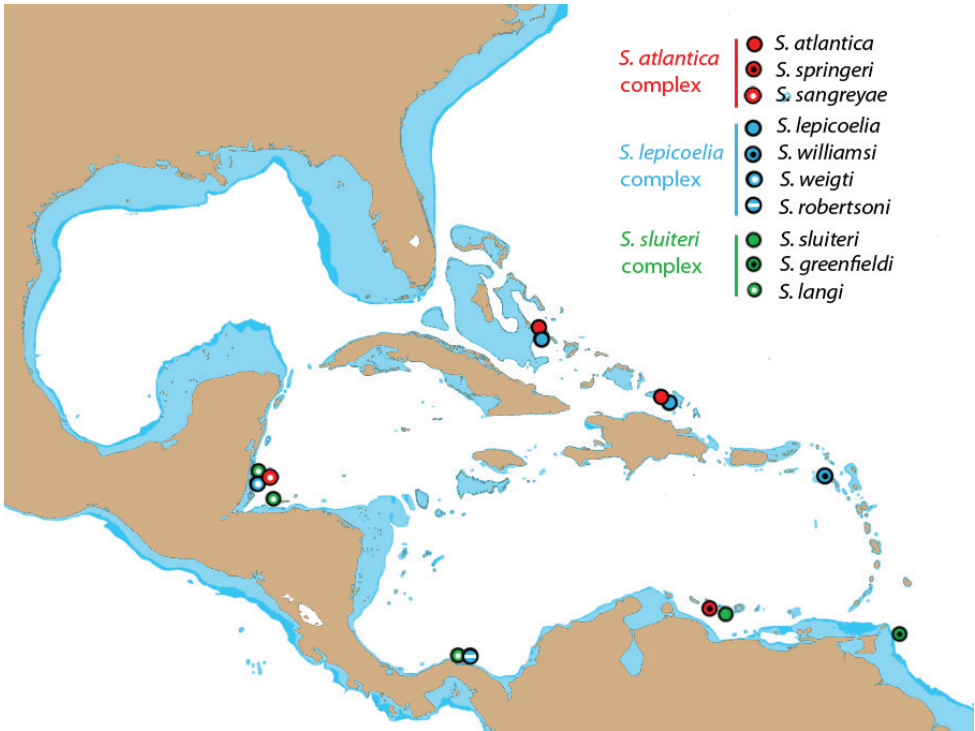 S. atlantica
complex
S. atlantica
S. springeri
S. sangreyae
S. lepicoelia
complex
S. lepicoelia
S. williamsi
S. weigti
S. robertsoni
S. sluiteri
complex
S. sluiteri
S. greenfieldi
S. langi